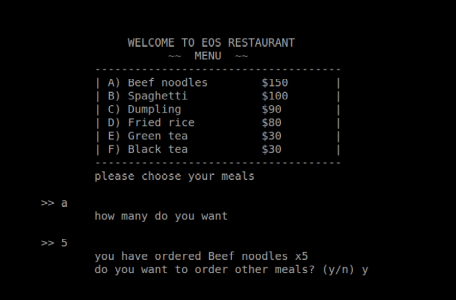 WELCOME TO EOS RESTAURANT
~~ MENU ~~
-------------------------------------
| A) Beef noodles $150 |
| B) Spaghetti $100 |
| C) Dumpling $90 |
| D) Fried rice $80 |
| E) Green tea $30 |
| F) Black tea $30 |
-------------------------------------
please choose your meals
>> a
how many do you want
>> 5
you have ordered Beef noodles x5
do you want to order other meals? (y/n) y